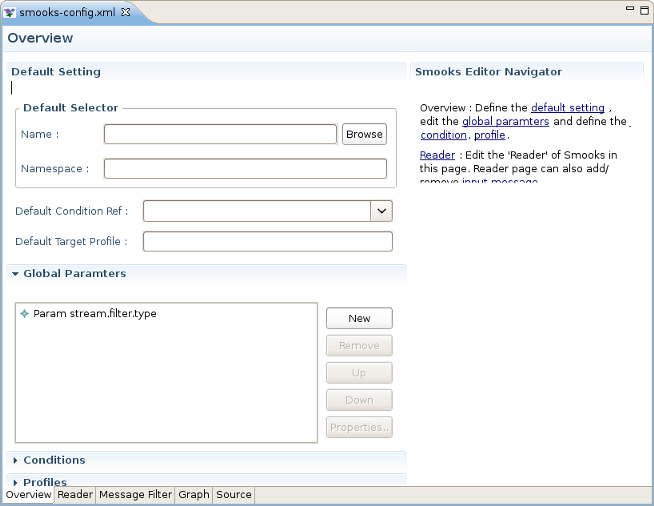 smooks-config.xml
Overview
Default Setting
Default Selector
Name :
Browse
Namespace :
Default Condition Ref :
Default Target Profile :
Global Paramters
Param stream.filter.type
New
Remove
Up
Down
Properties..
Conditions
Profiles
Smooks Editor Navigator
Overview : Define the default setting ,
edit the global paramters and define the
condition, profile.
Reader : Edit the 'Reader' of Smooks in
this page. Reader page can also add/
remove input message
Overview
Reader
Message Filter
Graph
Source